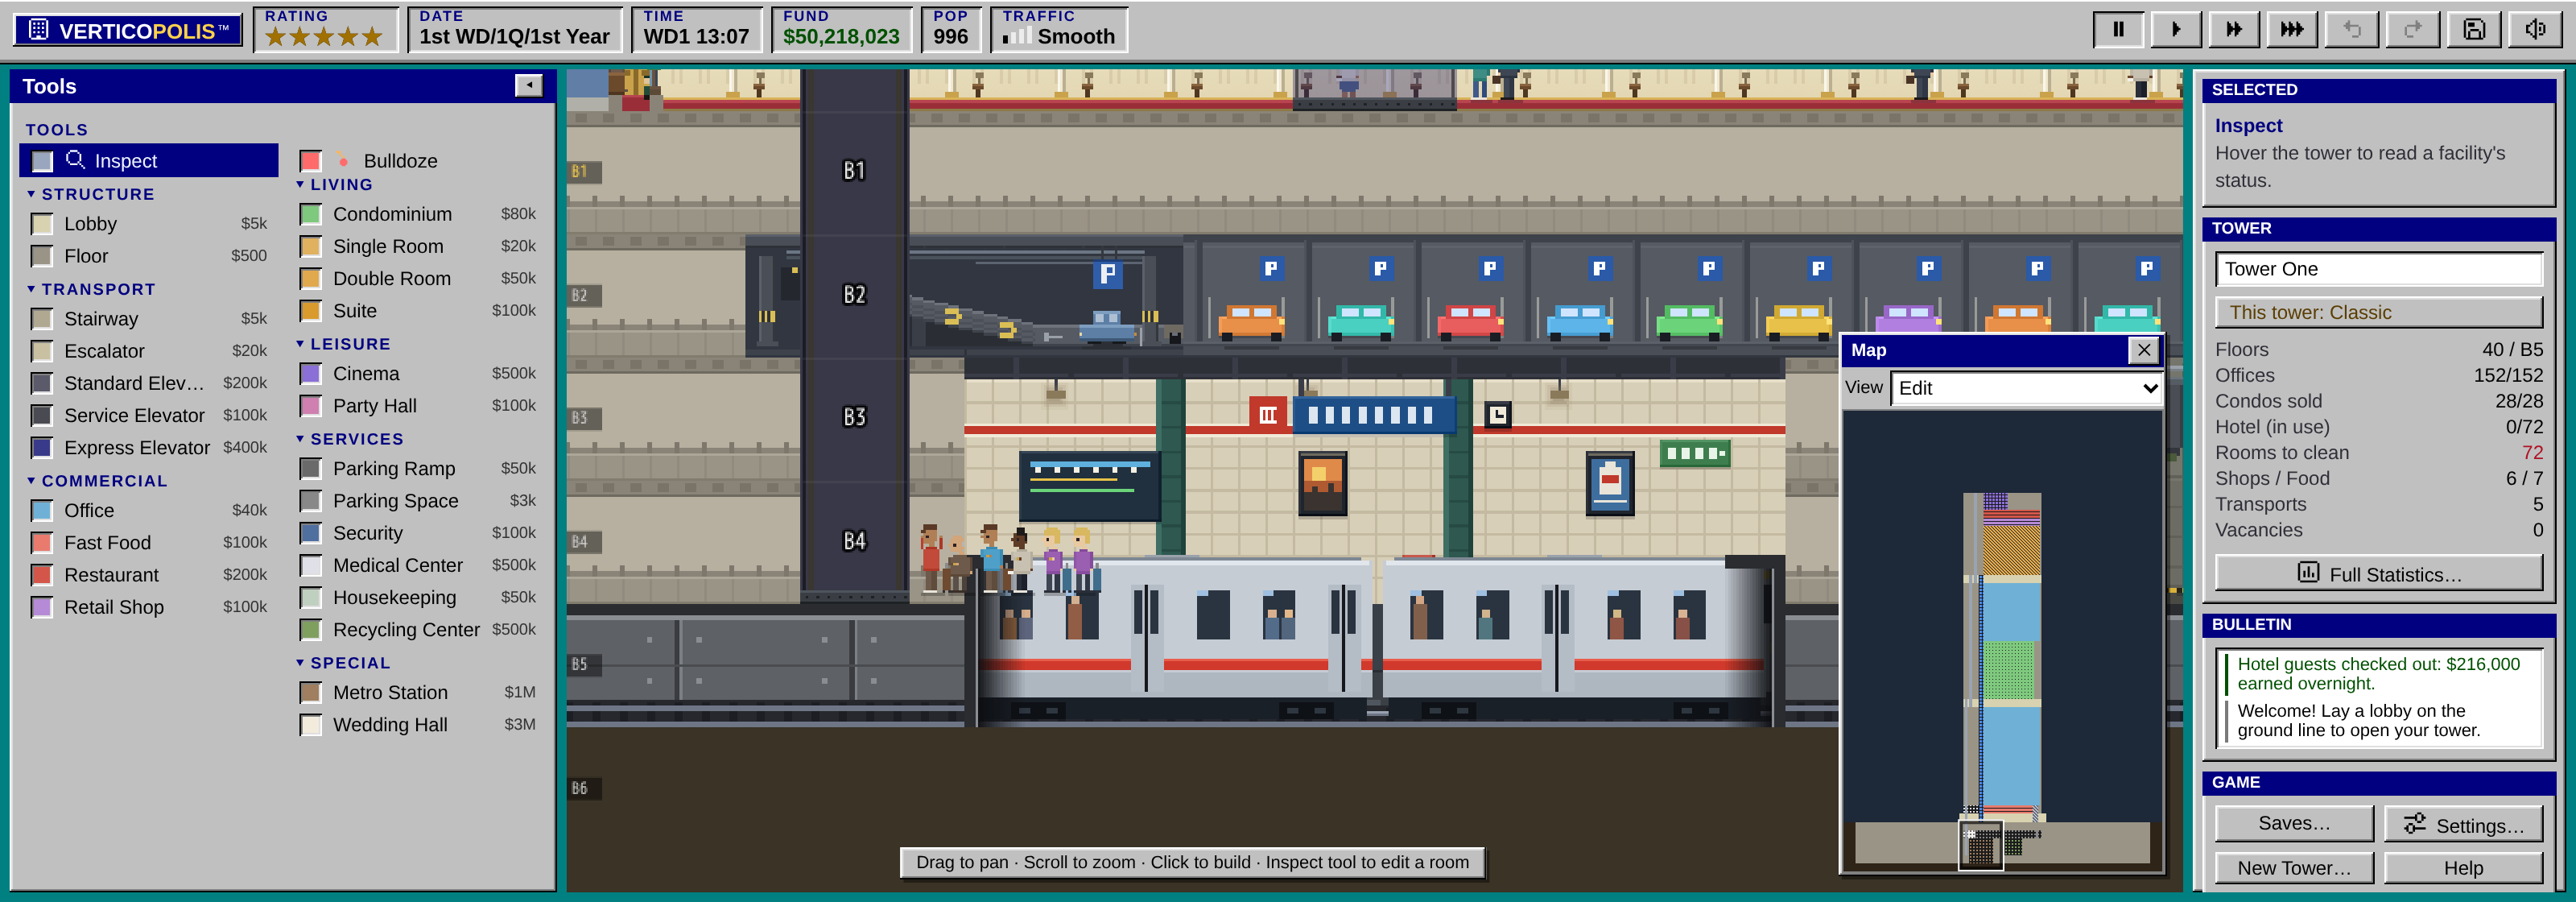 VERTICOPOLIS™
RATING
DATE
1st WD/1Q/1st Year
TIME
WD1 13:07
FUND
$50,218,023
POP
996
TRAFFIC
Smooth
Tools
TOOLS
Inspect
Bulldoze
STRUCTURE
Lobby $5k
Floor $500
TRANSPORT
Stairway $5k
Escalator $20k
Standard Elev… $200k
Service Elevator $100k
Express Elevator $400k
COMMERCIAL
Office $40k
Fast Food $100k
Restaurant $200k
Retail Shop $100k
LIVING
Condominium $80k
Single Room $20k
Double Room $50k
Suite $100k
LEISURE
Cinema $500k
Party Hall $100k
SERVICES
Parking Ramp $50k
Parking Space $3k
Security $100k
Medical Center $500k
Housekeeping $50k
Recycling Center $500k
SPECIAL
Metro Station $1M
Wedding Hall $3M
B1 B1
B2 B2 P P P P P P P P P P
B3 B3
B4 B4
B5
B6
Drag to pan · Scroll to zoom · Click to build · Inspect tool to edit a room
Map
View Edit
SELECTED
Inspect
Hover the tower to read a facility's
status.
TOWER
Tower One
This tower: Classic
Floors 40 / B5
Offices 152/152
Condos sold 28/28
Hotel (in use) 0/72
Rooms to clean 72
Shops / Food 6 / 7
Transports 5
Vacancies 0
Full Statistics…
BULLETIN
Hotel guests checked out: $216,000
earned overnight.
Welcome! Lay a lobby on the
ground line to open your tower.
GAME
Saves…
Settings…
New Tower…
Help